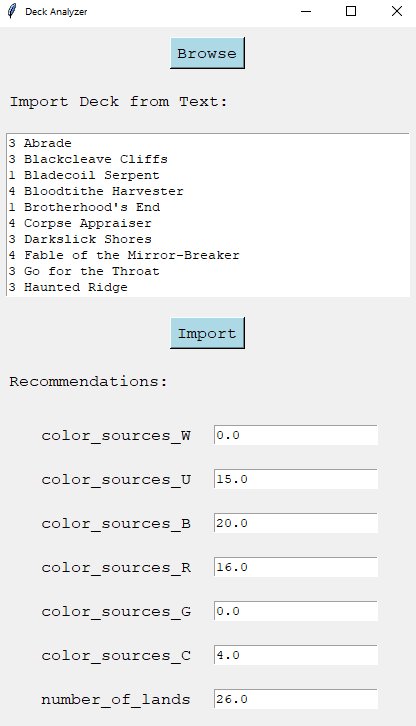 Deck Analyzer
Browse
Import Deck from Text:
3 Abrade
3 Blackcleave Cliffs
1 Bladecoil Serpent
4 Bloodtithe Harvester
1 Brotherhood's End
4 Corpse Appraiser
3 Darkslick Shores
4 Fable of the Mirror-Breaker
3 Go for the Throat
3 Haunted Ridge
Import
Recommendations:
color_sources_W 0.0
color_sources_U 15.0
color_sources_B 20.0
color_sources_R 16.0
color_sources_G 0.0
color_sources_C 4.0
number_of_lands 26.0